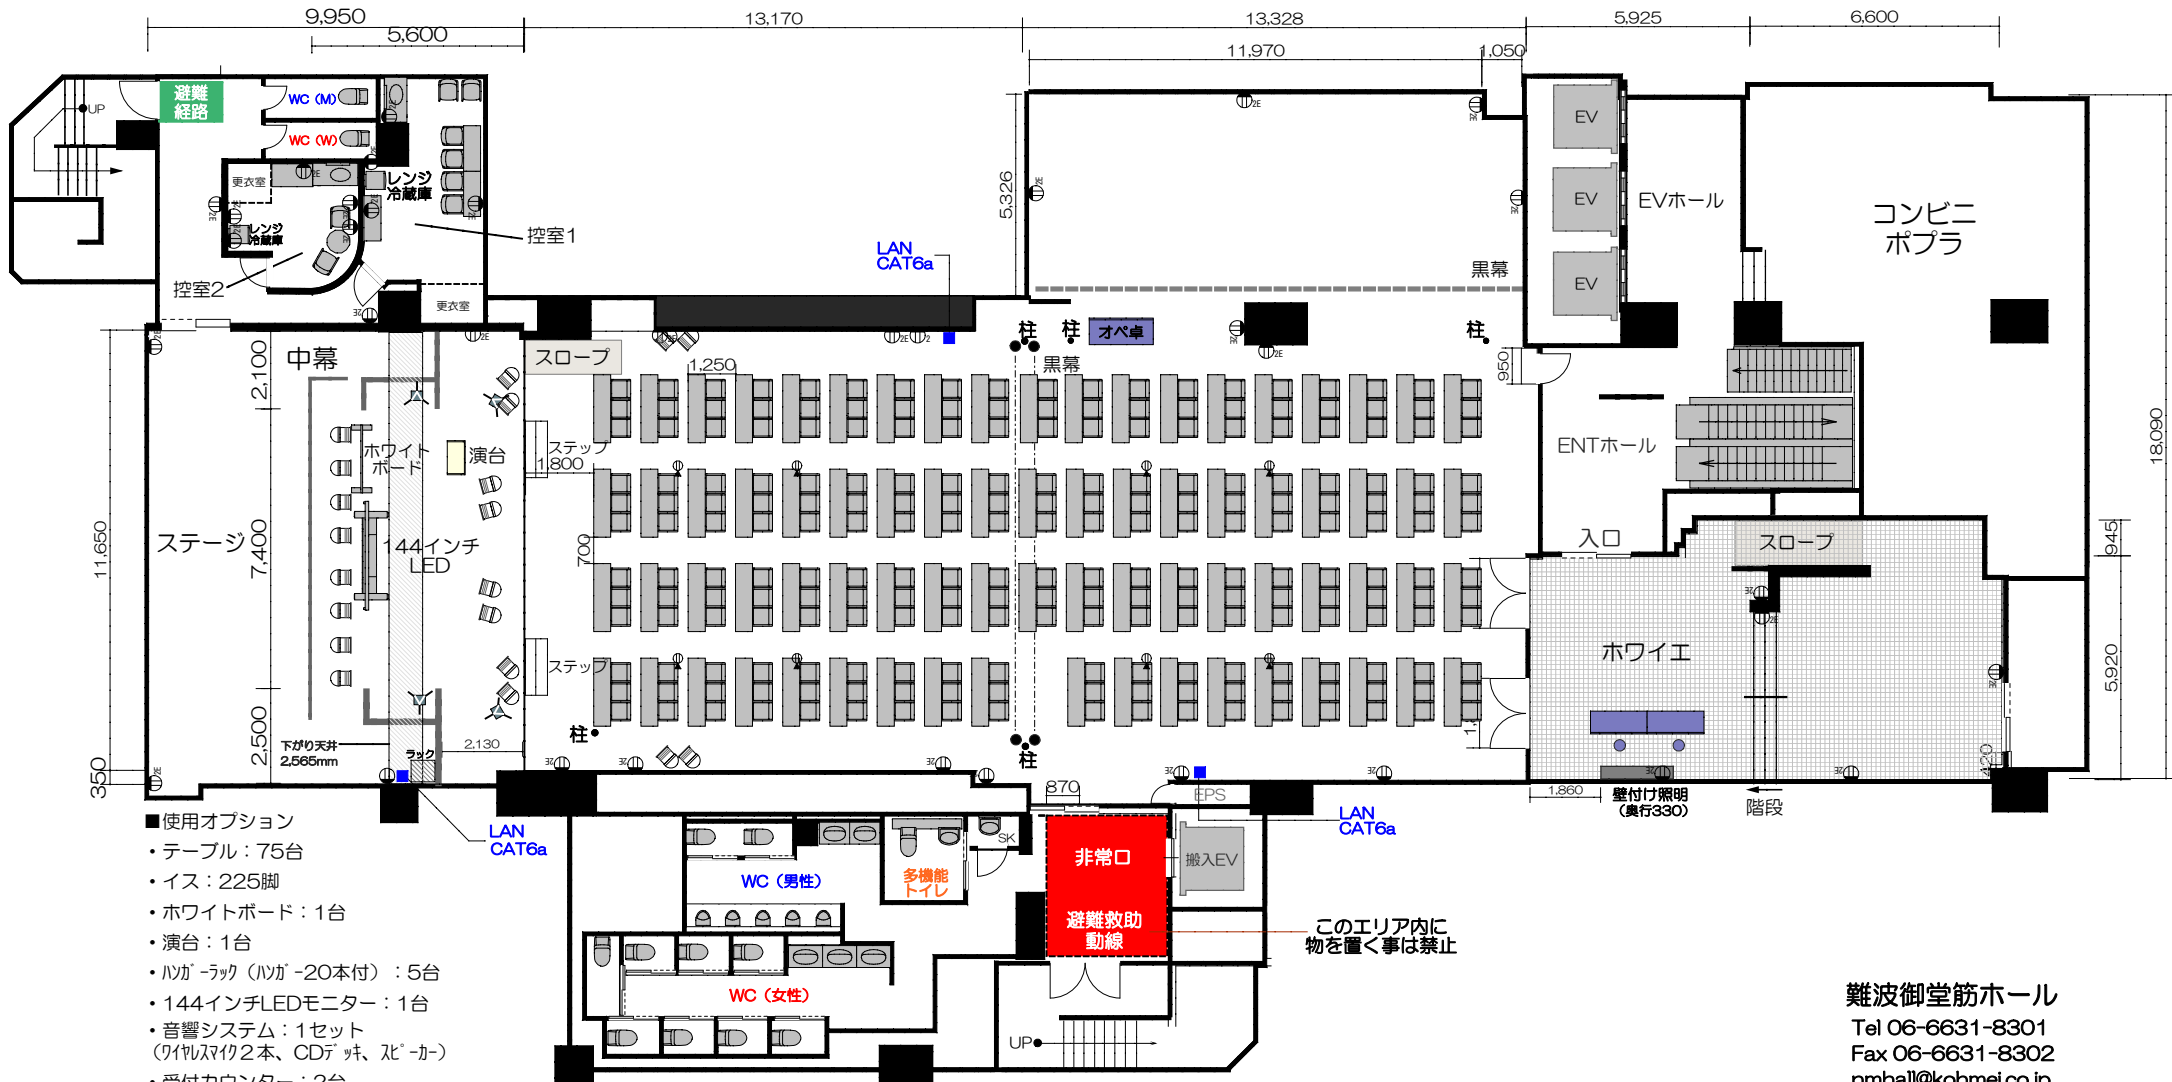 9,950
13,170
13,328
5,925
6,600
5,600
11,970
1,050
避難
経路
UP
WC (M)
WC (W)
更衣室
レンジ
冷蔵庫
レンジ
冷蔵庫
控室1
控室2
更衣室
LAN
CAT6a
5,326
黒幕
EV
EV
EV
EVホール
コンビニ
ポプラ
18,090
中幕
スロープ
柱
柱
オペ卓
柱
黒幕
2,100
1,250
950
ホワイト
ボード
演台
ステップ
1,800
ENTホール
11,650
ステージ
7,400
144インチ
LED
700
入口
スロープ
945
ホワイエ
5,920
ステップ
2,500
下がり天井
2,565mm
ラック
2,130
柱
柱
350
870
EPS
1,860
壁付け照明
(奥行330)
階段
LAN
CAT6a
LAN
CAT6a
SK
WC (男性)
多機能
トイレ
非常口
搬入EV
避難救助
動線
このエリア内に
物を置く事は禁止
WC (女性)
UP
■使用オプション
・テーブル：75台
・イス：225脚
・ホワイトボード：1台
・演台：1台
・ﾊﾝｶﾞｰﾗｯｸ（ﾊﾝｶﾞｰ20本付）：5台
・144インチLEDモニター：1台
・音響システム：1セット
(ﾜｲﾔﾚｽﾏｲｸ2本、CDﾃﾞｯｷ、ｽﾋﾟｰｶｰ)
・受付カウンター：2台
難波御堂筋ホール
Tel 06-6631-8301
Fax 06-6631-8302
nmhall@kohmei.co.jp